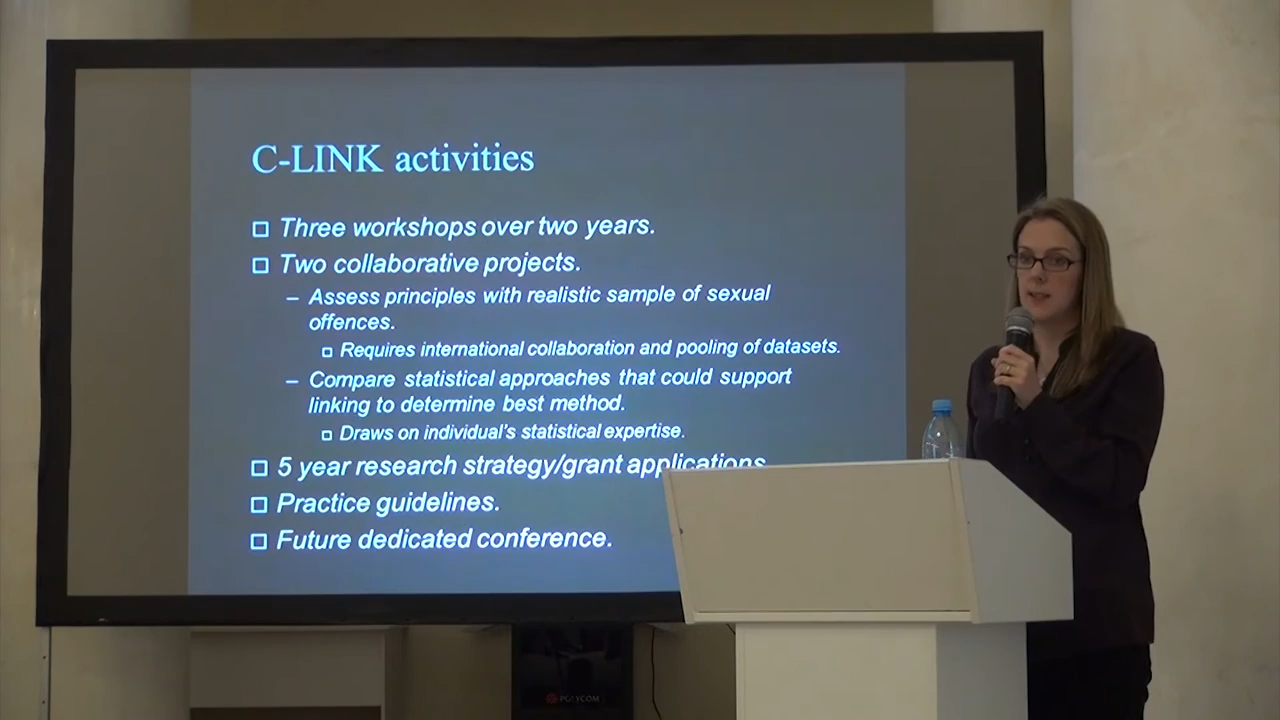 C-LINK activities
Three workshops over two years.
Two collaborative projects.
– Assess principles with realistic sample of sexual
offences.
Requires international collaboration and pooling of datasets.
– Compare statistical approaches that could support
linking to determine best method.
Draws on individual's statistical expertise.
5 year research strategy/grant applications
Practice guidelines.
Future dedicated conference.
POLYCOM